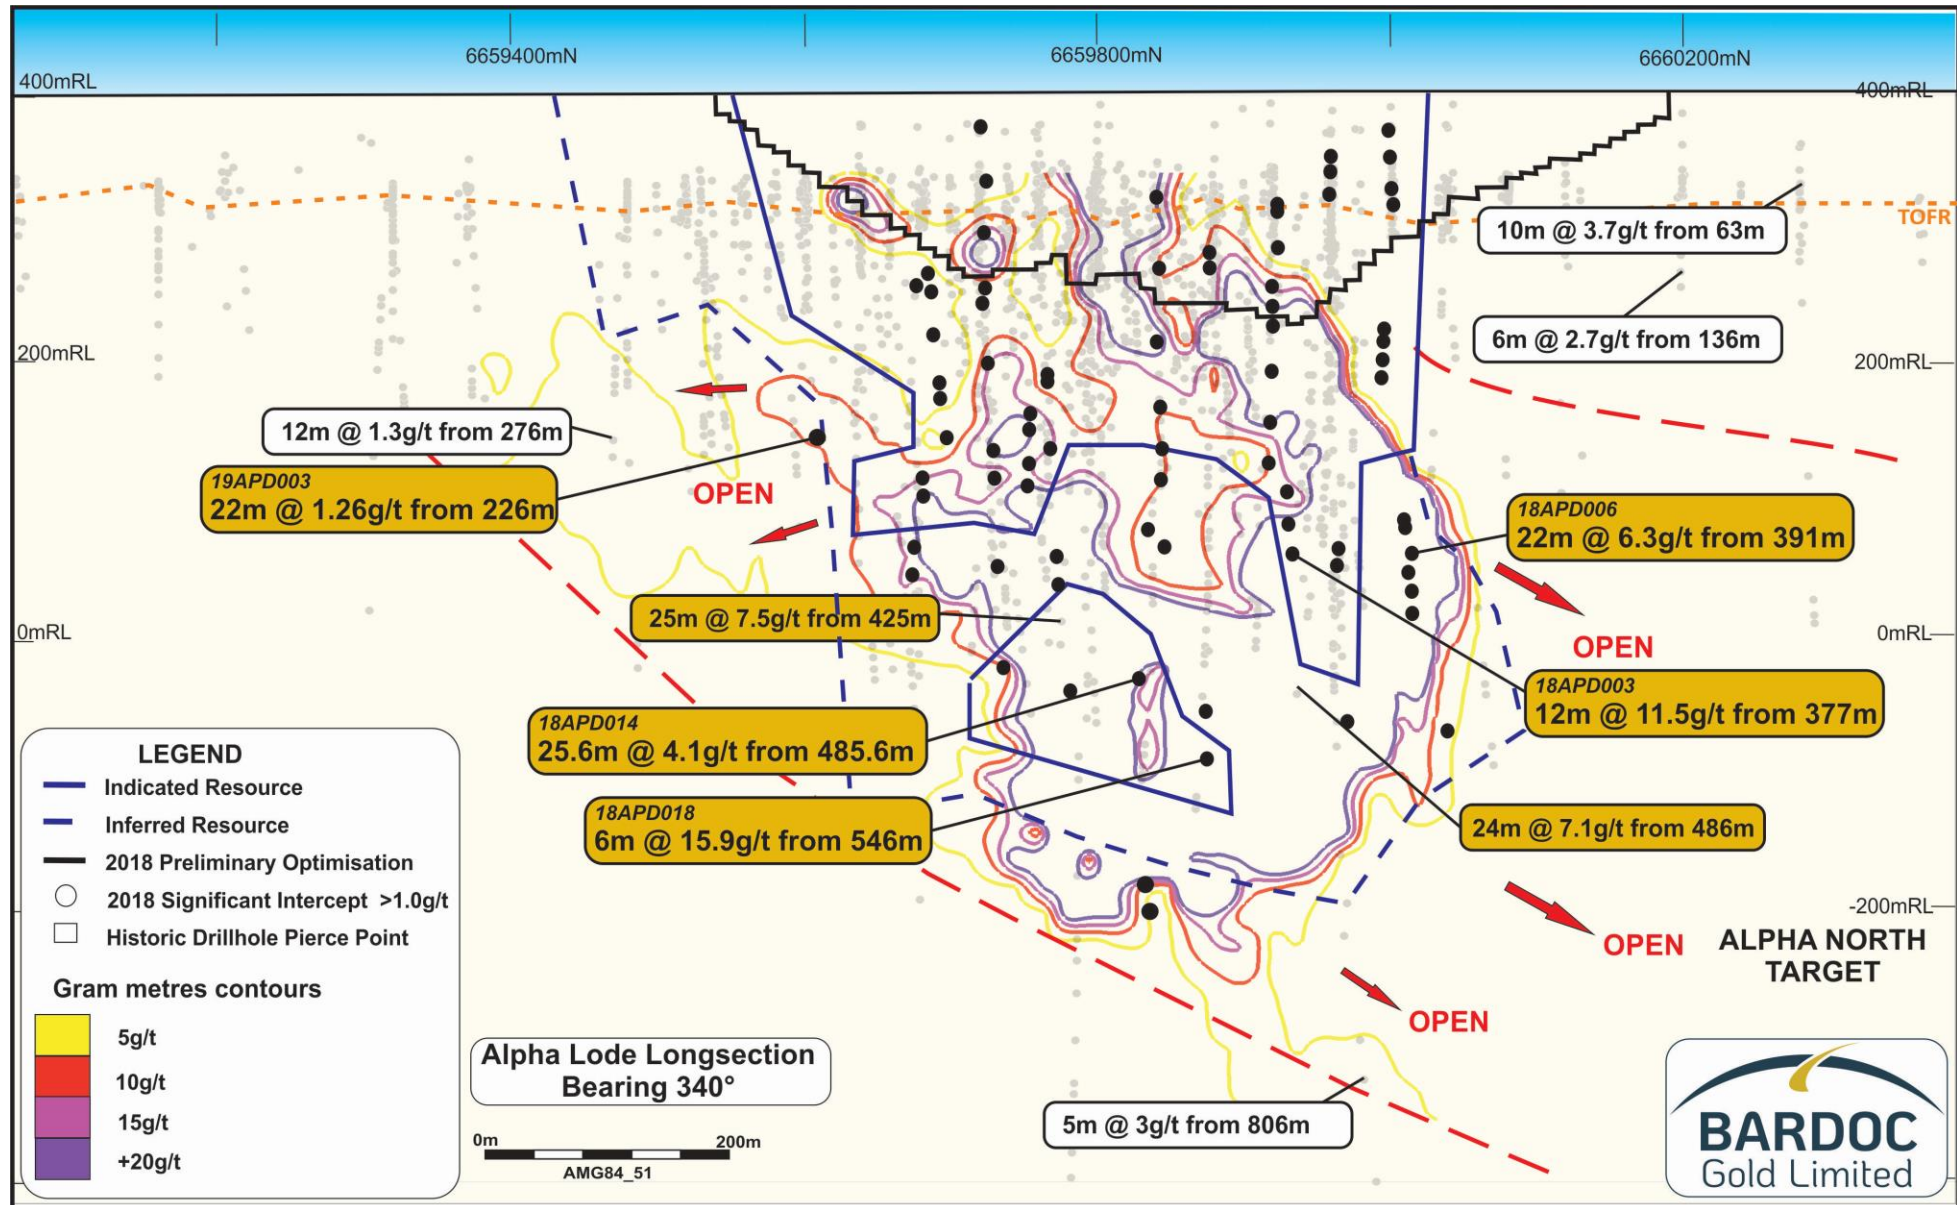 6659400mN
6659800mN
6660200mN
400mRL
400mRL
TOFR
10m @ 3.7g/t from 63m
6m @ 2.7g/t from 136m
200mRL
200mRL
12m @ 1.3g/t from 276m
19APD003
22m @ 1.26g/t from 226m
OPEN
18APD006
22m @ 6.3g/t from 391m
25m @ 7.5g/t from 425m
0mRL
0mRL
OPEN
18APD003
12m @ 11.5g/t from 377m
18APD014
25.6m @ 4.1g/t from 485.6m
18APD018
6m @ 15.9g/t from 546m
24m @ 7.1g/t from 486m
-200mRL
OPEN
ALPHA NORTH
TARGET
OPEN
LEGEND
Indicated Resource
Inferred Resource
2018 Preliminary Optimisation
2018 Significant Intercept >1.0g/t
Historic Drillhole Pierce Point
Gram metres contours
5g/t
10g/t
15g/t
+20g/t
Alpha Lode Longsection
Bearing 340°
0m
200m
AMG84_51
5m @ 3g/t from 806m
BARDOC
Gold Limited